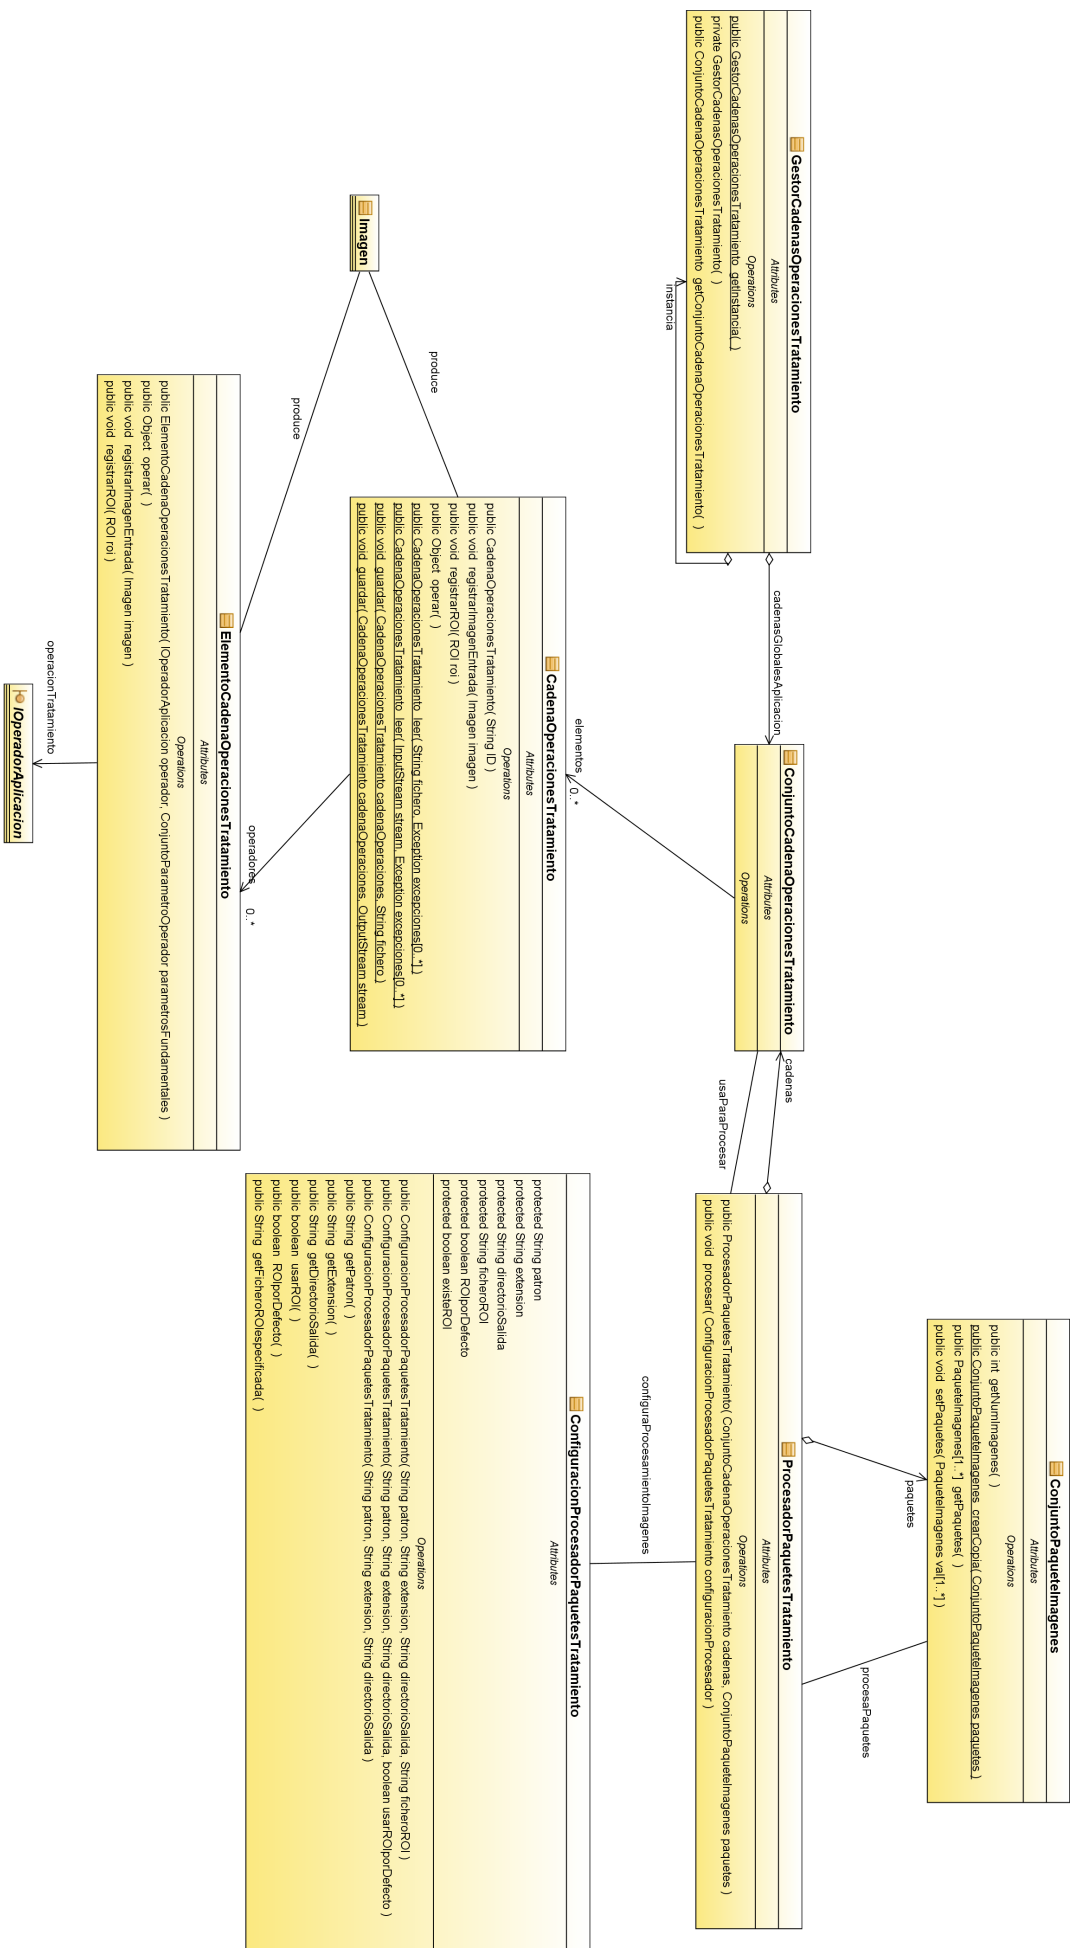 GestorCadenasOperacionesTratamiento
Attributes
Operations
public GestorCadenasOperacionesTratamiento getInstancia( )
private GestorCadenasOperacionesTratamiento( )
public ConjuntoCadenaOperacionesTratamiento getConjuntoCadenaOperacionesTratamiento( )
instancia
cadenasGlobalesAplicacion
ConjuntoCadenaOperacionesTratamiento
Attributes
Operations
cadenas
usaParaProcesar
ConjuntoPaqueteImagenes
Attributes
Operations
public int getNumImagenes( )
public ConjuntoPaqueteImagenes crearCopia( ConjuntoPaqueteImagenes paquetes )
public PaqueteImagenes[1..*] getPaquetes( )
public void setPaquetes( PaqueteImagenes val[1..*] )
paquetes
procesaPaquetes
ProcesadorPaquetesTratamiento
Attributes
Operations
public ProcesadorPaquetesTratamiento( ConjuntoCadenaOperacionesTratamiento cadenas, ConjuntoPaqueteImagenes paquetes )
public void procesar( ConfiguracionProcesadorPaquetesTratamiento configuracionProcesador )
configuraProcesamientoImagenes
Imagen
produce
produce
elementos
0..*
CadenaOperacionesTratamiento
Attributes
Operations
public CadenaOperacionesTratamiento( String ID )
public void registrarImagenEntrada( Imagen imagen )
public void registrarROI( ROI roi )
public Object operar( )
public CadenaOperacionesTratamiento leer( String fichero, Exception excepciones[0..*] )
public CadenaOperacionesTratamiento leer( InputStream stream, Exception excepciones[0..*] )
public void guardar( CadenaOperacionesTratamiento cadenaOperaciones, String fichero )
public void guardar( CadenaOperacionesTratamiento cadenaOperaciones, OutputStream stream )
operadores
0..*
ConfiguracionProcesadorPaquetesTratamiento
Attributes
protected String patron
protected String extension
protected String directorioSalida
protected String ficheroROI
protected boolean ROIporDefecto
protected boolean existeROI
Operations
public ConfiguracionProcesadorPaquetesTratamiento( String patron, String extension, String directorioSalida, String ficheroROI )
public ConfiguracionProcesadorPaquetesTratamiento( String patron, String extension, String directorioSalida, boolean usarROIporDefecto )
public ConfiguracionProcesadorPaquetesTratamiento( String patron, String extension, String directorioSalida )
public String getPatron( )
public String getExtension( )
public String getDirectorioSalida( )
public boolean usarROI( )
public boolean ROIporDefecto( )
public String getFicheroROIespecificada( )
ElementoCadenaOperacionesTratamiento
Attributes
Operations
public ElementoCadenaOperacionesTratamiento( IOperadorAplicacion operador, ConjuntoParametroOperador parametrosFundamentales )
public Object operar( )
public void registrarImagenEntrada( Imagen imagen )
public void registrarROI( ROI roi )
operacionTratamiento
IOperadorAplicacion